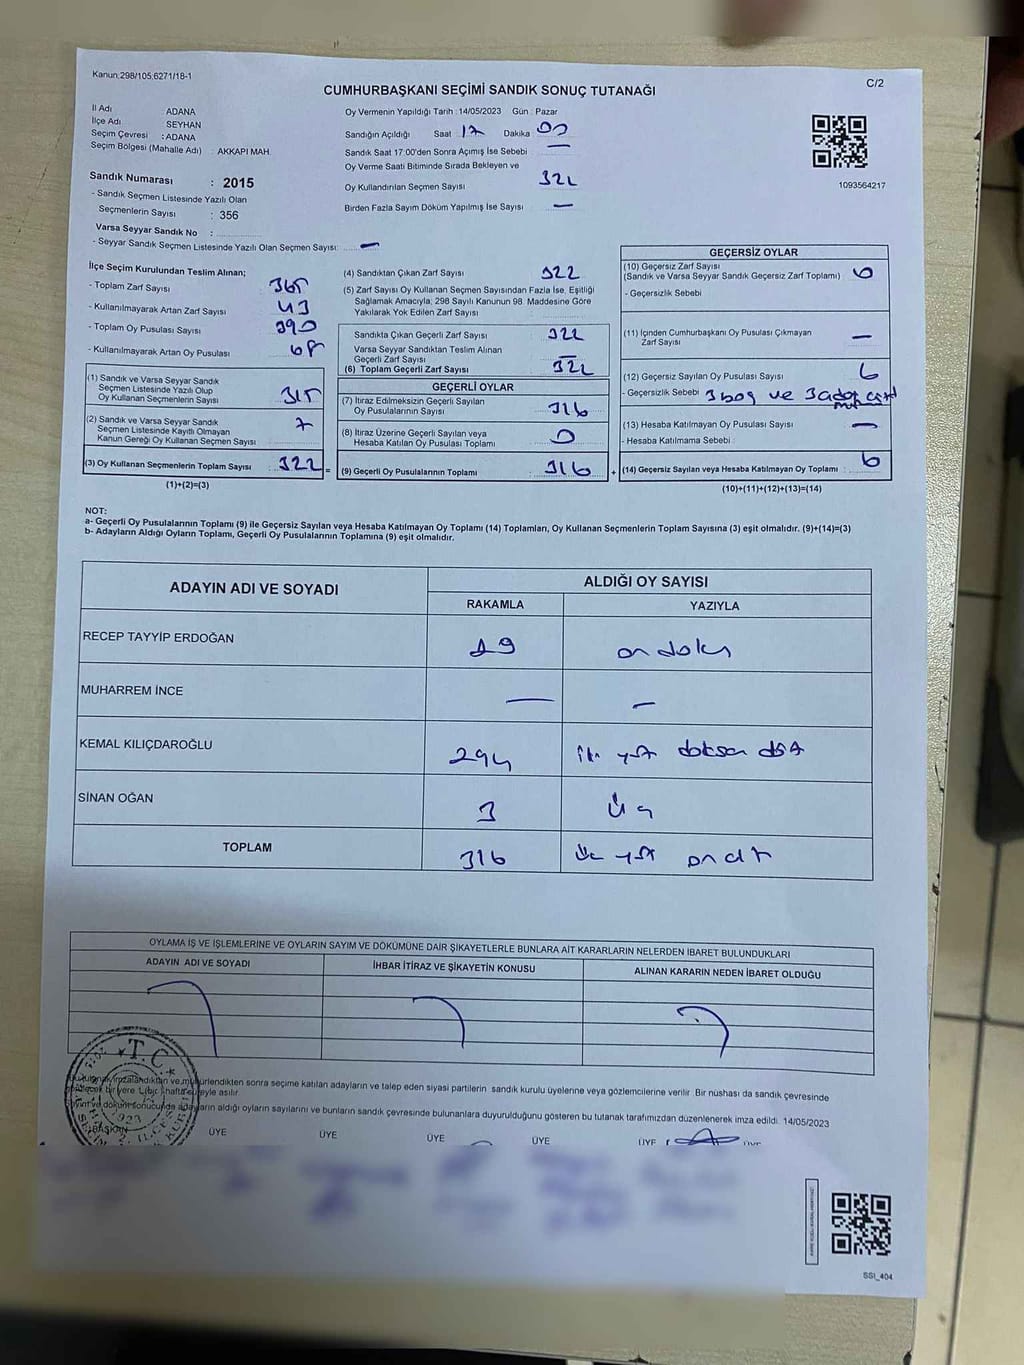 Kanun:298/105;6271/18-1
C/2
CUMHURBAŞKANI SEÇİMİ SANDIK SONUÇ TUTANAĞI
İl Adı : ADANA
İlçe Adı : SEYHAN
Seçim Çevresi : ADANA
Seçim Bölgesi (Mahalle Adı) : AKKAPI MAH.
Sandık Numarası : 2015
- Sandık Seçmen Listesinde Yazılı Olan
Seçmenlerin Sayısı : 356
Varsa Seyyar Sandık No :
- Seyyar Sandık Seçmen Listesinde Yazılı Olan Seçmen Sayısı: —
Oy Vermenin Yapıldığı Tarih : 14/05/2023 Gün : Pazar
Sandığın Açıldığı Saat 17 Dakika 00
Sandık Saat 17:00'den Sonra Açımış İse Sebebi —
Oy Verme Saati Bitiminde Sırada Bekleyen ve
Oy Kullandırılan Seçmen Sayısı 322
Birden Fazla Sayım Döküm Yapılmış İse Sayısı —
1093564217
İlçe Seçim Kurulundan Teslim Alınan;
- Toplam Zarf Sayısı : 365
- Kullanılmayarak Artan Zarf Sayısı : 43
- Toplam Oy Pusulası Sayısı : 390
- Kullanılmayarak Artan Oy Pusulası : 68
(1) Sandık ve Varsa Seyyar Sandık
Seçmen Listesinde Yazılı Olup
Oy Kullanan Seçmenlerin Sayısı : 315
(2) Sandık ve Varsa Seyyar Sandık
Seçmen Listesinde Kayıtlı Olmayan
Kanun Gereği Oy Kullanan Seçmen Sayısı : 7
(3) Oy Kullanan Seçmenlerin Toplam Sayısı : 322 =
(1)+(2)=(3)
(4) Sandıktan Çıkan Zarf Sayısı 322
(5) Zarf Sayısı Oy Kullanan Seçmen Sayısından Fazla İse, Eşitliği
Sağlamak Amacıyla; 298 Sayılı Kanunun 98. Maddesine Göre
Yakılarak Yok Edilen Zarf Sayısı :
Sandıkta Çıkan Geçerli Zarf Sayısı 322
Varsa Seyyar Sandıktan Teslim Alınan
Geçerli Zarf Sayısı —
(6) Toplam Geçerli Zarf Sayısı 322
GEÇERLİ OYLAR
(7) İtiraz Edilmeksizin Geçerli Sayılan
Oy Pusulalarının Sayısı : 316
(8) İtiraz Üzerine Geçerli Sayılan veya
Hesaba Katılan Oy Pusulası Toplamı : 0
(9) Geçerli Oy Pusulalarının Toplamı : 316 +
GEÇERSİZ OYLAR
(10) Geçersiz Zarf Sayısı
(Sandık ve Varsa Seyyar Sandık Geçersiz Zarf Toplamı) : 0
- Geçersizlik Sebebi
(11) İçinden Cumhurbaşkanı Oy Pusulası Çıkmayan
Zarf Sayısı —
(12) Geçersiz Sayılan Oy Pusulası Sayısı 6
- Geçersizlik Sebebi : 3 boş ve 3 aday
(13) Hesaba Katılmayan Oy Pusulası Sayısı —
- Hesaba Katılmama Sebebi :
(14) Geçersiz Sayılan veya Hesaba Katılmayan Oy Toplamı : 6
(10)+(11)+(12)+(13)=(14)
NOT:
a- Geçerli Oy Pusulalarının Toplamı (9) ile Geçersiz Sayılan veya Hesaba Katılmayan Oy Toplamı (14) Toplamları, Oy Kullanan Seçmenlerin Toplam Sayısına (3) eşit olmalıdır. (9)+(14)=(3)
b- Adayların Aldığı Oyların Toplamı, Geçerli Oy Pusulalarının Toplamına (9) eşit olmalıdır.
ADAYIN ADI VE SOYADI
ALDIĞI OY SAYISI
RAKAMLA YAZIYLA
RECEP TAYYİP ERDOĞAN 19 on dokuz
MUHARREM İNCE — —
KEMAL KILIÇDAROĞLU 294 iki yüz doksan dört
SİNAN OĞAN 3 üç
TOPLAM 316 üç yüz on altı
OYLAMA İŞ VE İŞLEMLERİNE VE OYLARIN SAYIM VE DÖKÜMÜNE DAİR ŞİKAYETLERLE BUNLARA AİT KARARLARIN NELERDEN İBARET BULUNDUKLARI
ADAYIN ADI VE SOYADI İHBAR İTİRAZ VE ŞİKAYETİN KONUSU ALINAN KARARIN NEDEN İBARET OLDUĞU
T.C
sonra seçime katılan adayların ve talep eden siyasi partilerin sandık kurulu üyelerine veya gözlemcilerine verilir. Bir nüshası da sandık çevresinde
asılır
aldığı oyların sayılarını ve bunların sandık çevresinde bulunanlara duyurulduğunu gösteren bu tutanak tarafımızdan düzenlenerek imza edildi. 14/05/2023
BAŞKAN ÜYE ÜYE ÜYE ÜYE ÜYE
SSI_404